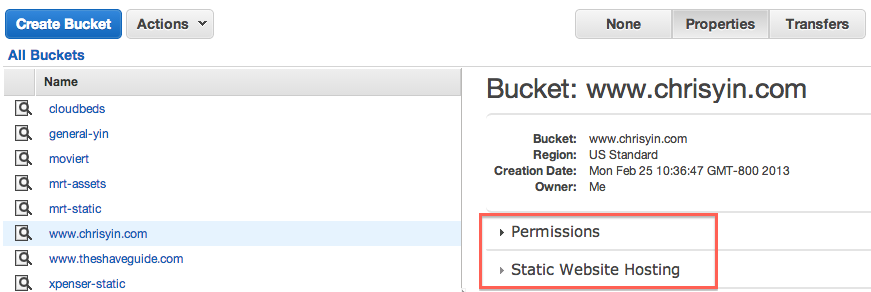 Create Bucket Actions None Properties Transfers
All Buckets
Name
cloudbeds
general-yin
moviert
mrt-assets
mrt-static
www.chrisyin.com
www.theshaveguide.com
xpenser-static
Bucket: www.chrisyin.com
Bucket: www.chrisyin.com
Region: US Standard
Creation Date: Mon Feb 25 10:36:47 GMT-800 2013
Owner: Me
Permissions
Static Website Hosting